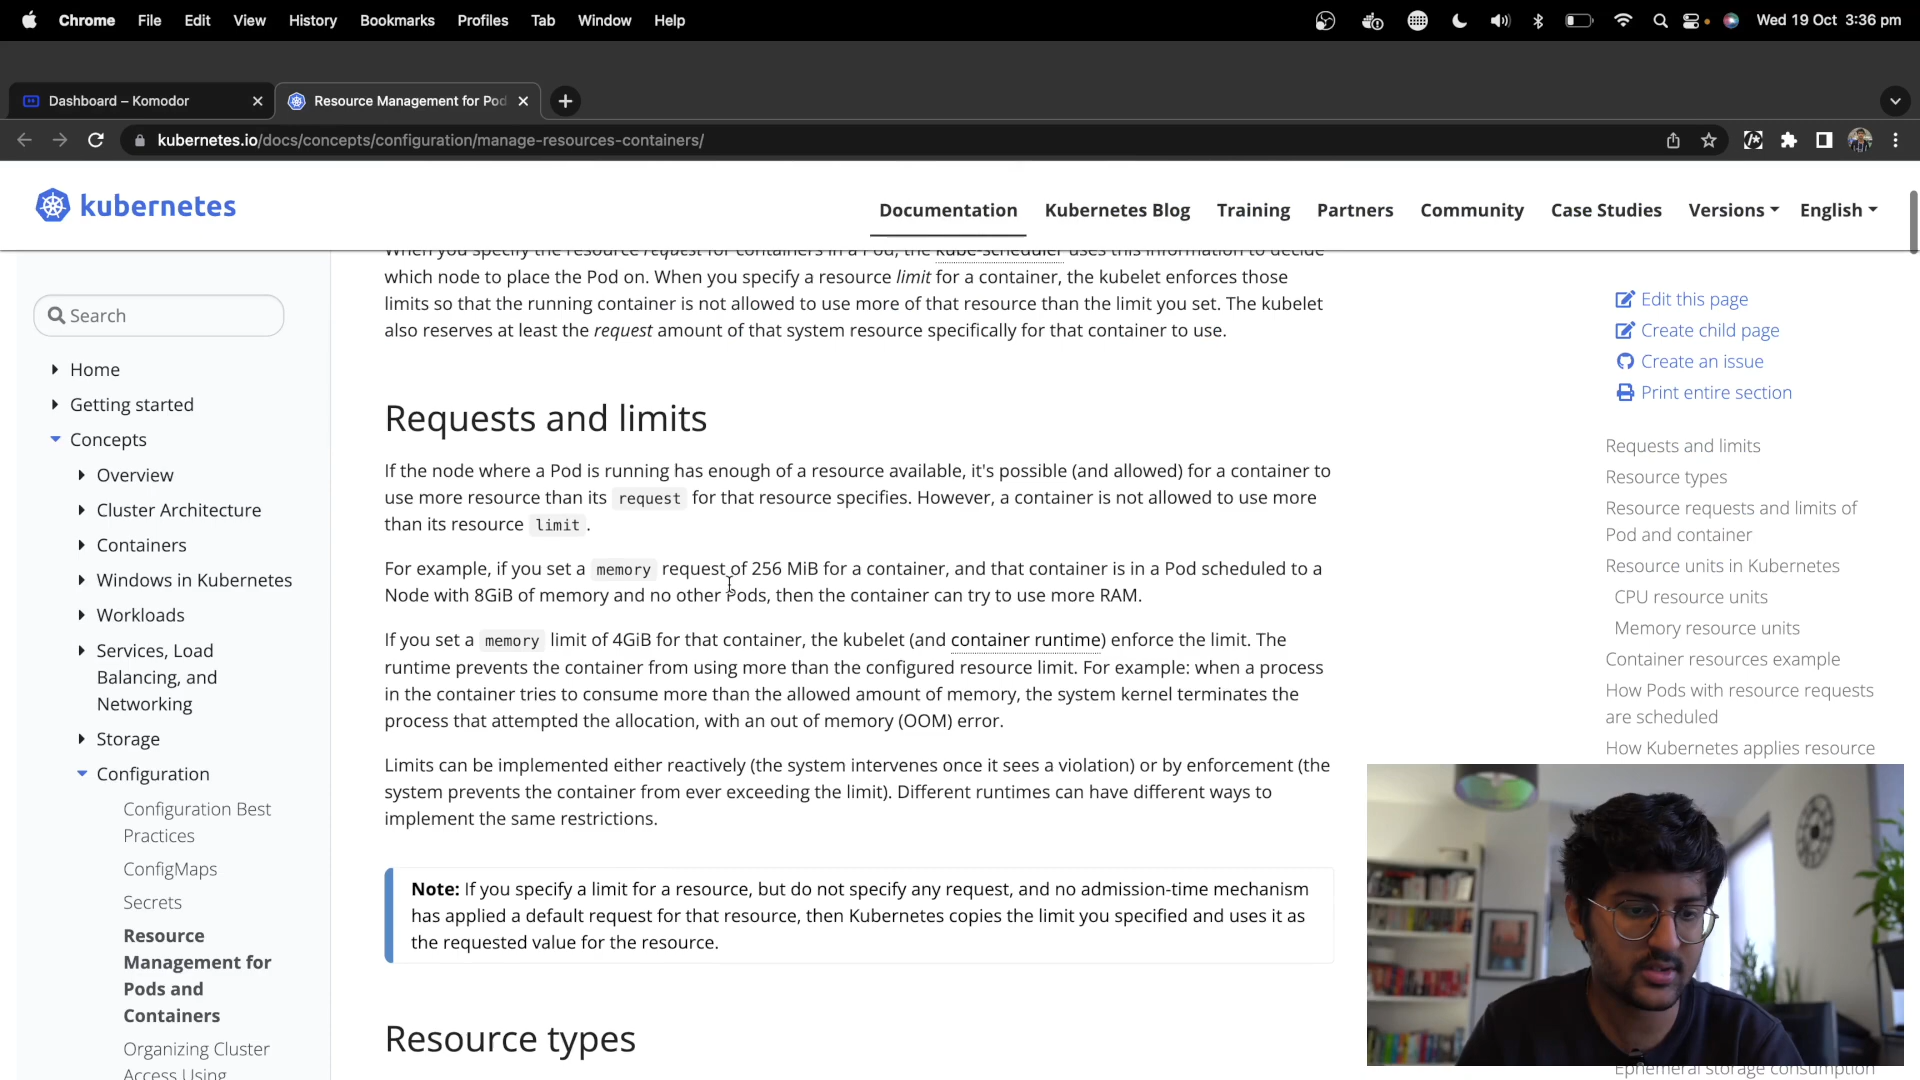 Chrome File Edit View History Bookmarks Profiles Tab Window Help Wed 19 Oct 3:36 pm
Dashboard – Komodor
Resource Management for Pod
kubernetes.io/docs/concepts/configuration/manage-resources-containers/
kubernetes
Documentation Kubernetes Blog Training Partners Community Case Studies Versions English
Search
Home
Getting started
Concepts
Overview
Cluster Architecture
Containers
Windows in Kubernetes
Workloads
Services, Load
Balancing, and
Networking
Storage
Configuration
Configuration Best
Practices
ConfigMaps
Secrets
Resource
Management for
Pods and
Containers
Organizing Cluster
Access Using
When you specify the resource request for containers in a Pod, the kube-scheduler uses this information to decide
which node to place the Pod on. When you specify a resource limit for a container, the kubelet enforces those
limits so that the running container is not allowed to use more of that resource than the limit you set. The kubelet
also reserves at least the request amount of that system resource specifically for that container to use.
Requests and limits
If the node where a Pod is running has enough of a resource available, it's possible (and allowed) for a container to
use more resource than its request for that resource specifies. However, a container is not allowed to use more
than its resource limit.
For example, if you set a memory request of 256 MiB for a container, and that container is in a Pod scheduled to a
Node with 8GiB of memory and no other Pods, then the container can try to use more RAM.
If you set a memory limit of 4GiB for that container, the kubelet (and container runtime) enforce the limit. The
runtime prevents the container from using more than the configured resource limit. For example: when a process
in the container tries to consume more than the allowed amount of memory, the system kernel terminates the
process that attempted the allocation, with an out of memory (OOM) error.
Limits can be implemented either reactively (the system intervenes once it sees a violation) or by enforcement (the
system prevents the container from ever exceeding the limit). Different runtimes can have different ways to
implement the same restrictions.
Note: If you specify a limit for a resource, but do not specify any request, and no admission-time mechanism
has applied a default request for that resource, then Kubernetes copies the limit you specified and uses it as
the requested value for the resource.
Resource types
Edit this page
Create child page
Create an issue
Print entire section
Requests and limits
Resource types
Resource requests and limits of
Pod and container
Resource units in Kubernetes
CPU resource units
Memory resource units
Container resources example
How Pods with resource requests
are scheduled
How Kubernetes applies resource
Ephemeral storage consumption